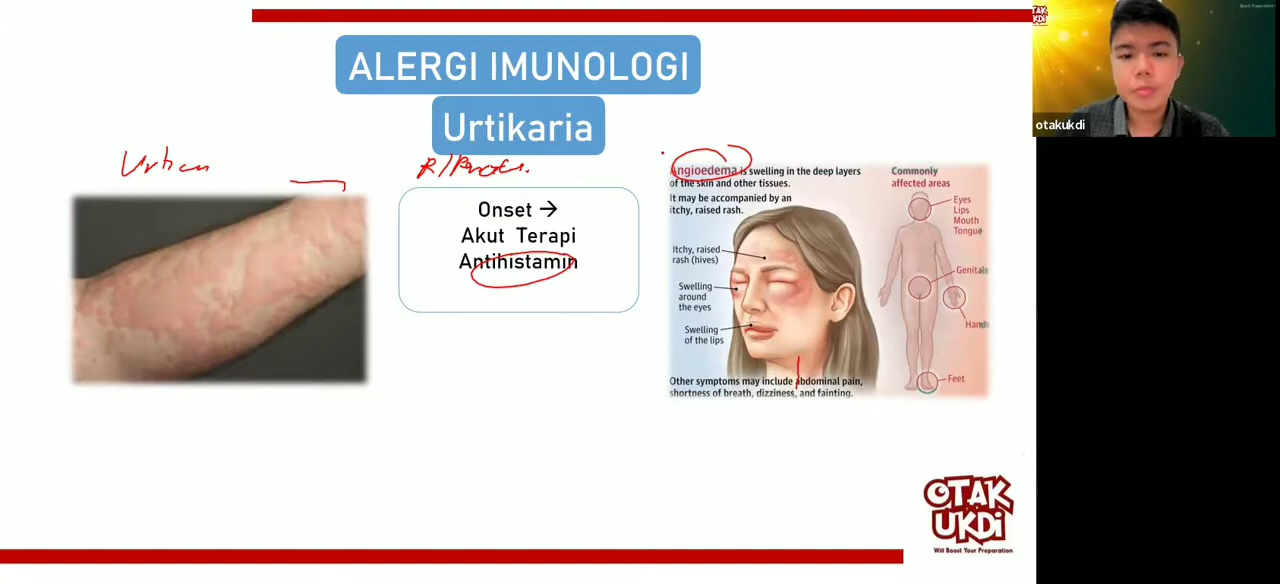 ALERGI IMUNOLOGI
Urtikaria
Onset →
Akut Terapi
Antihistamin
Angioedema is swelling in the deep layers
of the skin and other tissues.
It may be accompanied by an
itchy, raised rash.
Itchy, raised
rash (hives)
Swelling
around
the eyes
Swelling
of the lips
Other symptoms may include abdominal pain,
shortness of breath, dizziness, and fainting.
Commonly
affected areas
Eyes
Lips
Mouth
Tongue
Genitals
Hands
Feet
OTAK
UKDI
Will Boost Your Preparation
OTAK
UKDI
otakukdi